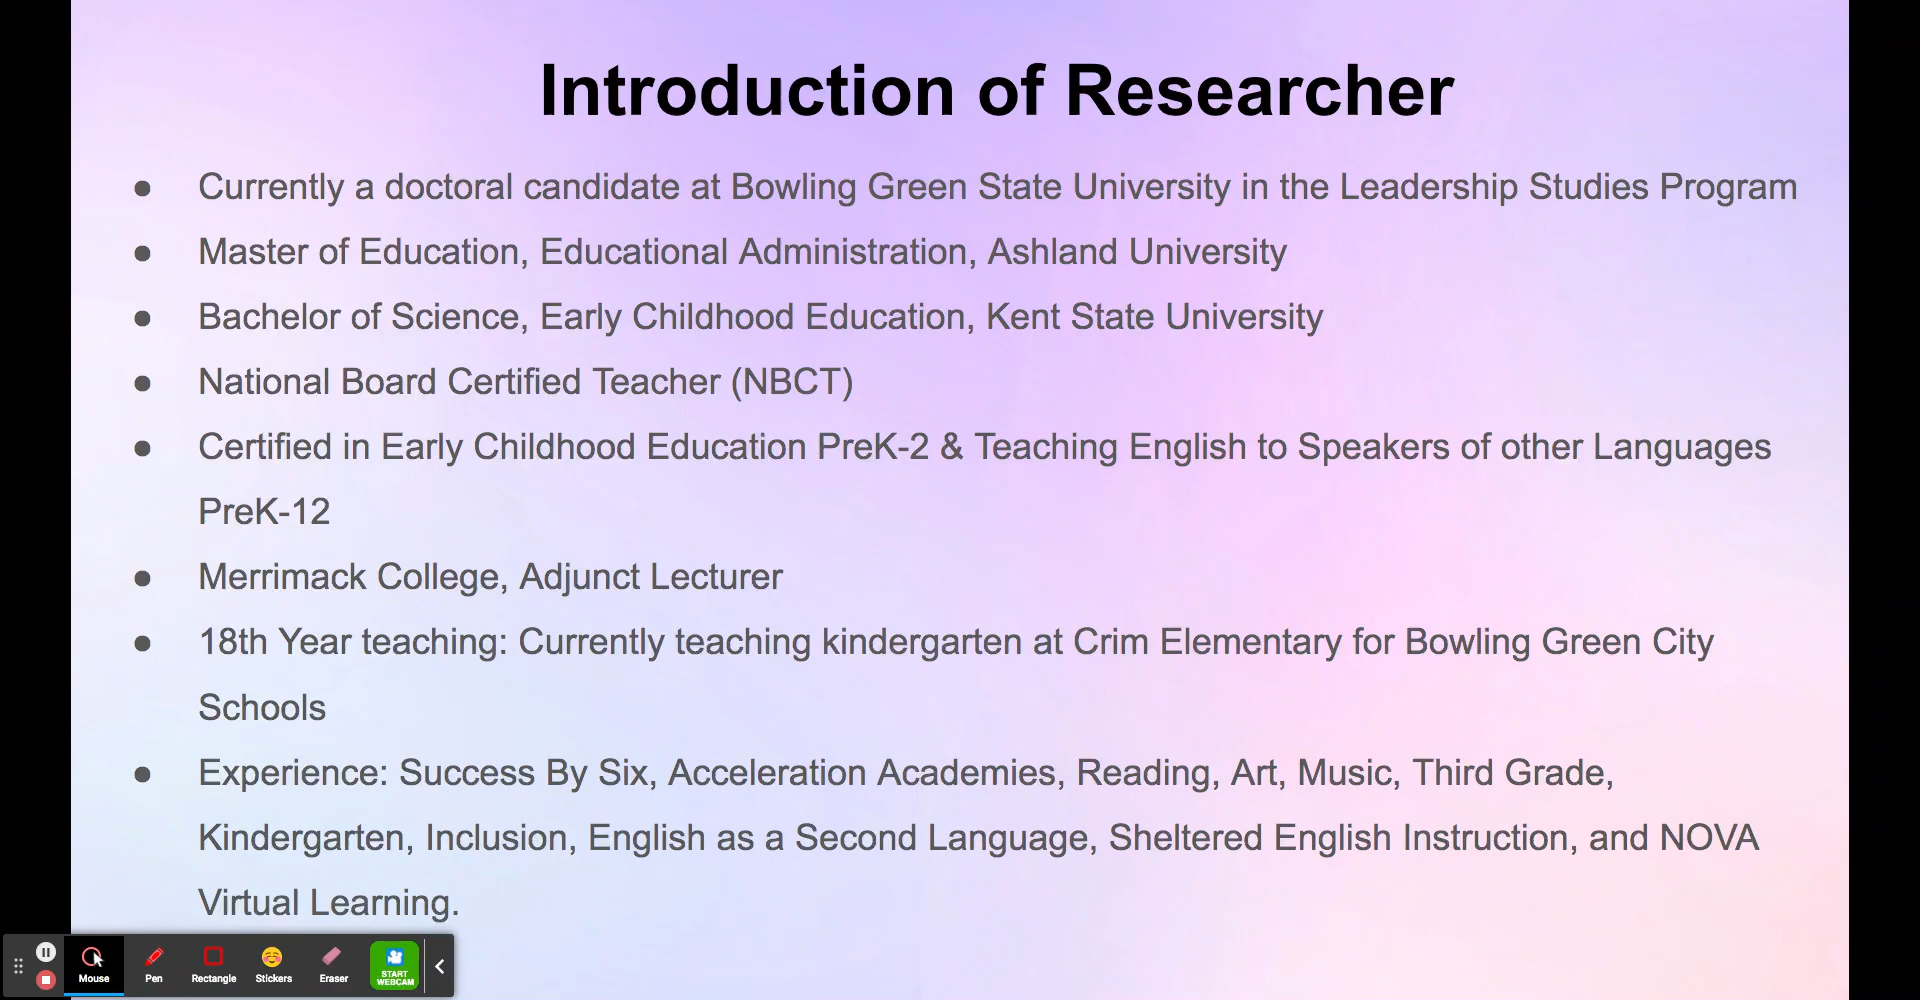 Introduction of Researcher
● Currently a doctoral candidate at Bowling Green State University in the Leadership Studies Program
● Master of Education, Educational Administration, Ashland University
● Bachelor of Science, Early Childhood Education, Kent State University
● National Board Certified Teacher (NBCT)
● Certified in Early Childhood Education PreK-2 & Teaching English to Speakers of other Languages
PreK-12
● Merrimack College, Adjunct Lecturer
● 18th Year teaching: Currently teaching kindergarten at Crim Elementary for Bowling Green City
Schools
● Experience: Success By Six, Acceleration Academies, Reading, Art, Music, Third Grade,
Kindergarten, Inclusion, English as a Second Language, Sheltered English Instruction, and NOVA
Virtual Learning.
Mouse Pen Rectangle Stickers Eraser START
WEBCAM